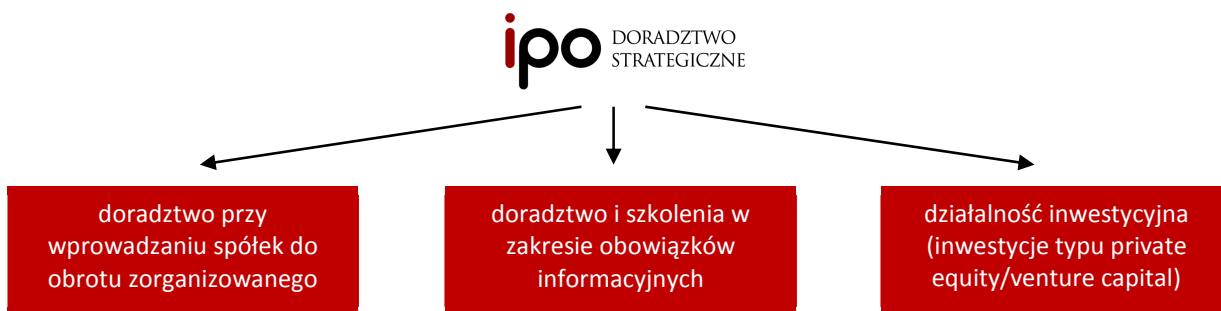 ipo DORADZTWO
STRATEGICZNE
doradztwo przy
wprowadzaniu spółek do
obrotu zorganizowanego
doradztwo i szkolenia w
zakresie obowiązków
informacyjnych
działalność inwestycyjna
(inwestycje typu private
equity/venture capital)